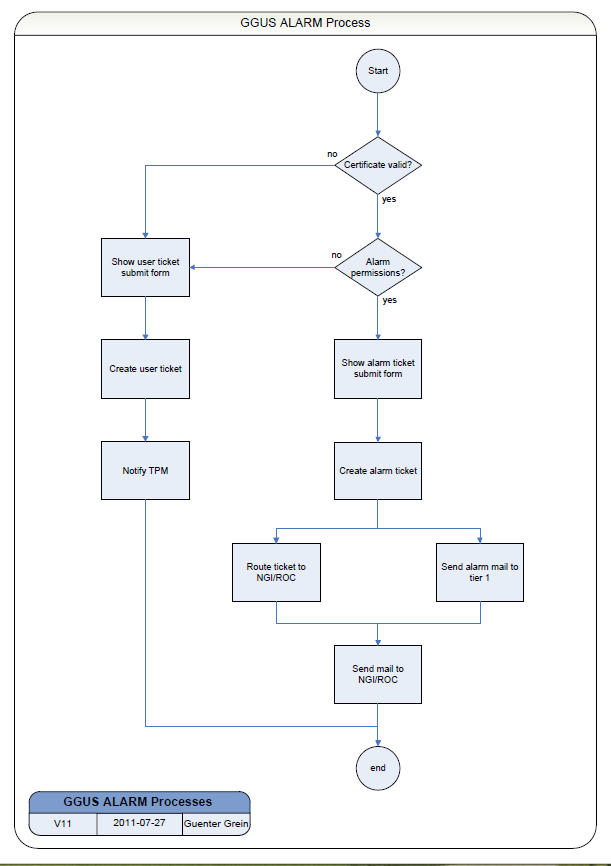 GGUS ALARM Process
Start
no
Certificate valid?
yes
Show user ticket
submit form
no
Alarm
permissions?
yes
Create user ticket
Show alarm ticket
submit form
Notify TPM
Create alarm ticket
Route ticket to
NGI/ROC
Send alarm mail to
tier 1
Send mail to
NGI/ROC
end
GGUS ALARM Processes
V11
2011-07-27
Guenter Grein